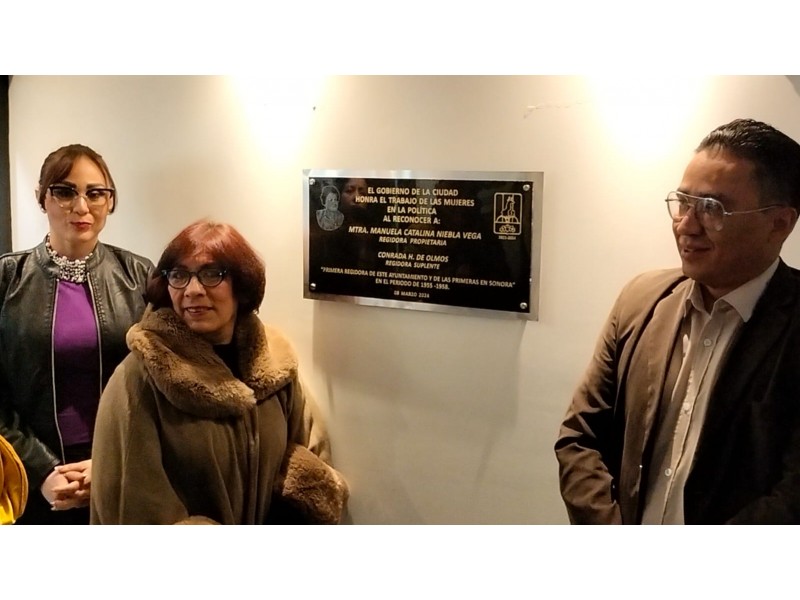 EL GOBIERNO DE LA CIUDAD
HONRA EL TRABAJO DE LAS MUJERES
EN LA POLÍTICA
AL RECONOCER A:
MTRA. MANUELA CATALINA NIEBLA VEGA
REGIDORA PROPIETARIA
CONRADA H. DE OLMOS
REGIDORA SUPLENTE
"PRIMERA REGIDORA DE ESTE AYUNTAMIENTO Y DE LAS PRIMERAS EN SONORA"
EN EL PERIODO DE 1955 -1958.
08 MARZO 2024